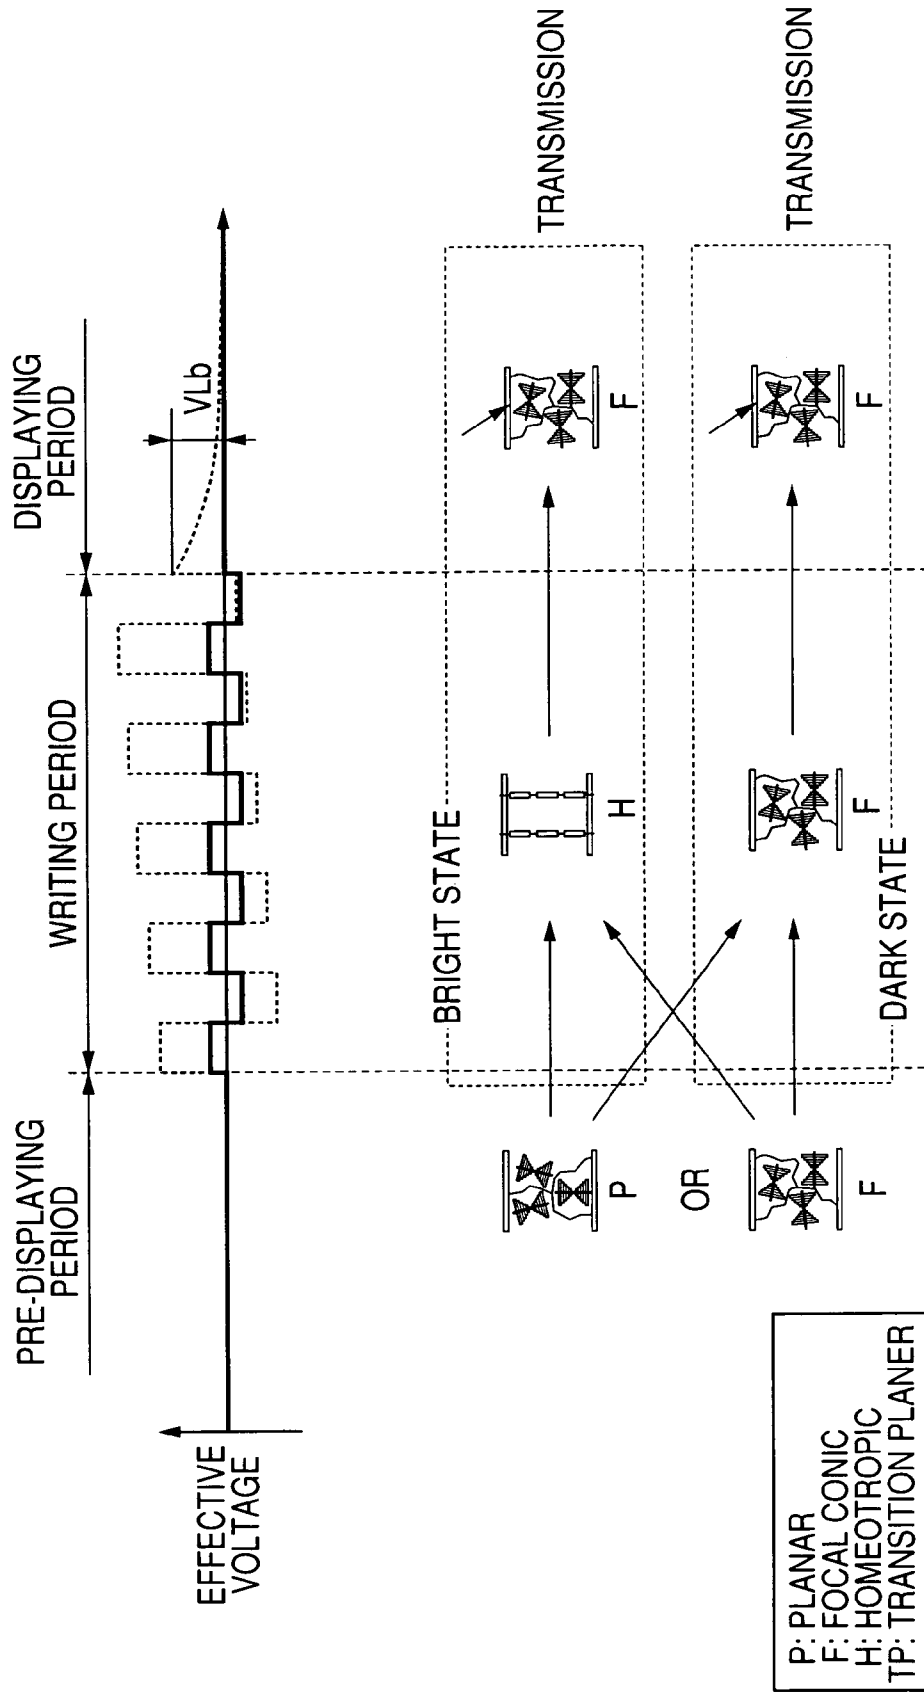 PRE-DISPLAYING
PERIOD
WRITING PERIOD
DISPLAYING
PERIOD
VLb
EFFECTIVE
VOLTAGE
BRIGHT STATE
P
H
F
TRANSMISSION
OR
F
F
F
TRANSMISSION
DARK STATE
P: PLANAR
F: FOCAL CONIC
H: HOMEOTROPIC
TP: TRANSITION PLANER